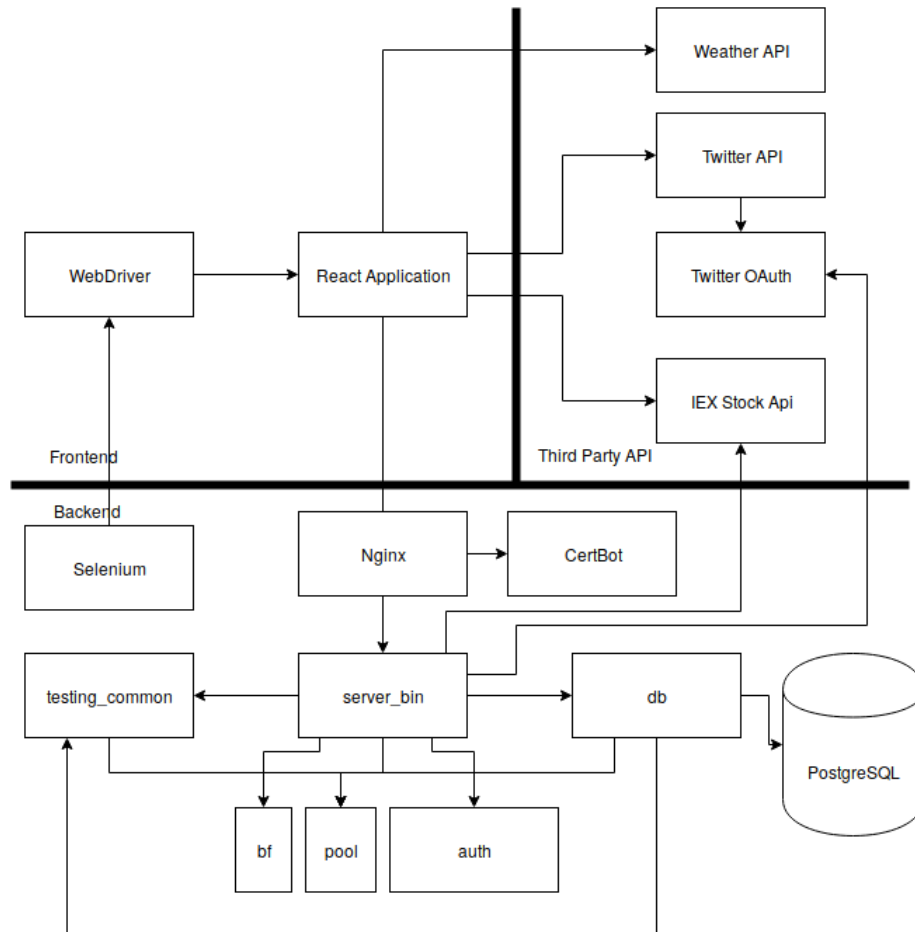 Weather API
Twitter API
WebDriver
React Application
Twitter OAuth
IEX Stock Api
Frontend
Third Party API
Backend
Selenium
Nginx
CertBot
testing_common
server_bin
db
PostgreSQL
bf
pool
auth